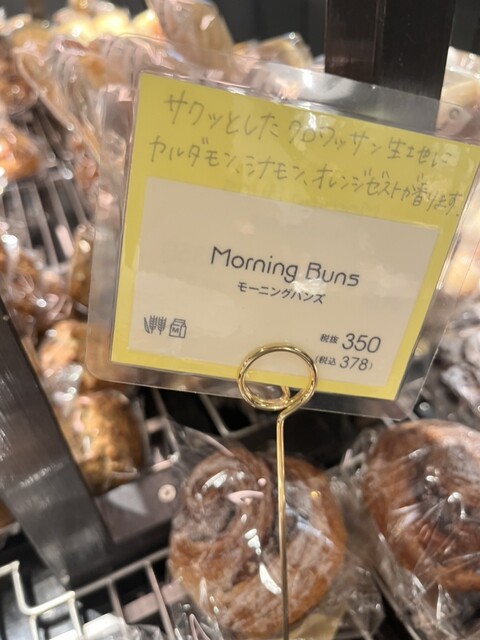 サクッとしたクロワッサン生地に
カルダモン、シナモン、オレンジゼストが香ります。
Morning Buns
モーニングバンズ
M
税抜 350
(税込 378)